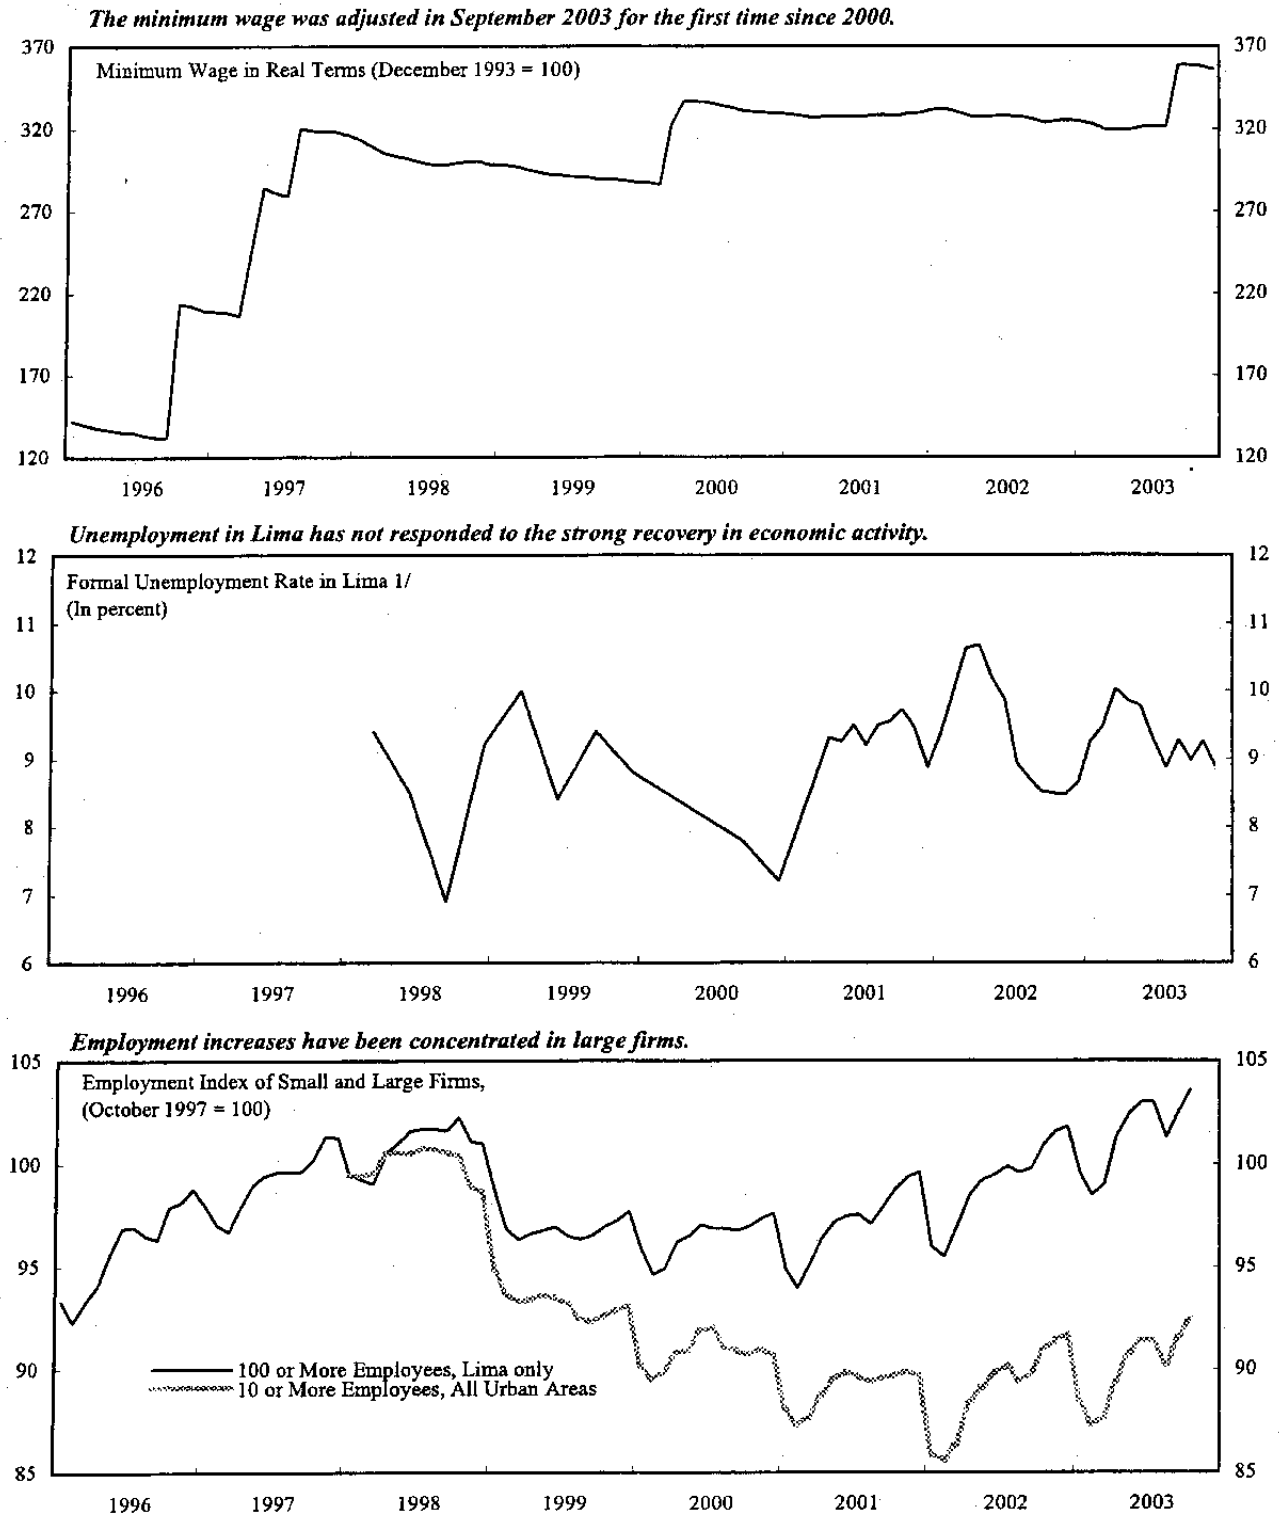 The minimum wage was adjusted in September 2003 for the first time since 2000.
370 370
Minimum Wage in Real Terms (December 1993 = 100)
320 320
270 270
220 220
170 170
120 120
1996 1997 1998 1999 2000 2001 2002 2003
Unemployment in Lima has not responded to the strong recovery in economic activity.
12 12
Formal Unemployment Rate in Lima 1/
(In percent)
11 11
10 10
9 9
8 8
7 7
6 6
1996 1997 1998 1999 2000 2001 2002 2003
Employment increases have been concentrated in large firms.
105 105
Employment Index of Small and Large Firms,
(October 1997 = 100)
100 100
95 95
90 90
100 or More Employees, Lima only
10 or More Employees, All Urban Areas
85 85
1996 1997 1998 1999 2000 2001 2002 2003